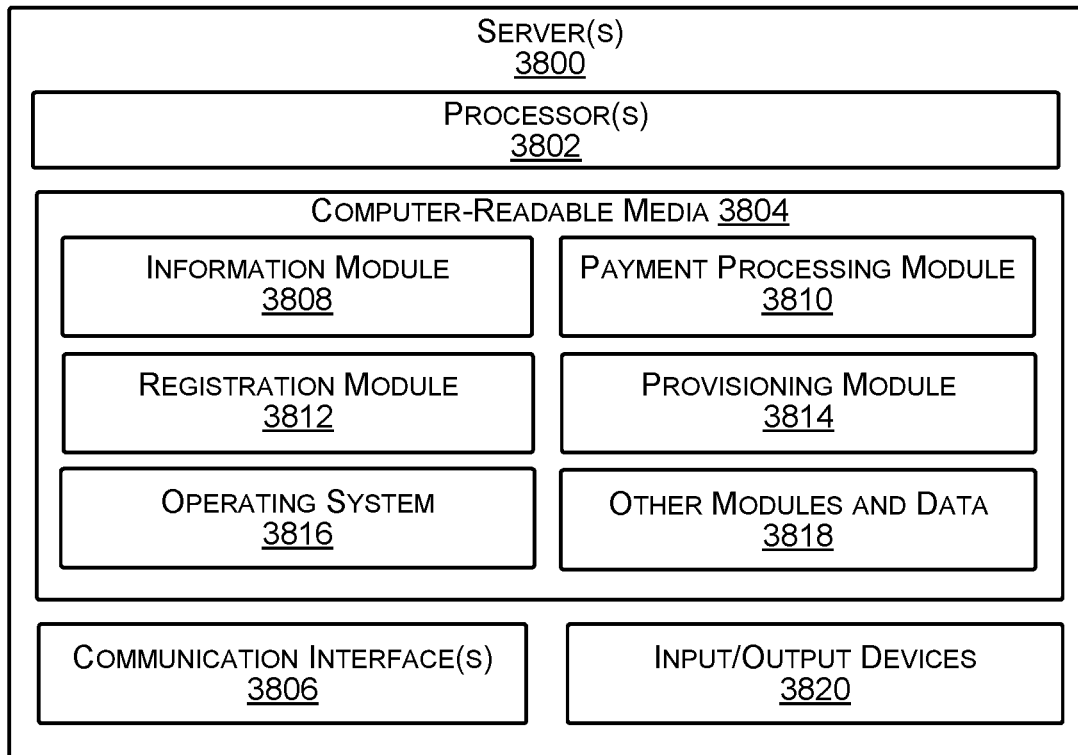 SERVER(S)
3800
PROCESSOR(S)
3802
COMPUTER-READABLE MEDIA 3804
INFORMATION MODULE
3808
PAYMENT PROCESSING MODULE
3810
REGISTRATION MODULE
3812
PROVISIONING MODULE
3814
OPERATING SYSTEM
3816
OTHER MODULES AND DATA
3818
COMMUNICATION INTERFACE(S)
3806
INPUT/OUTPUT DEVICES
3820